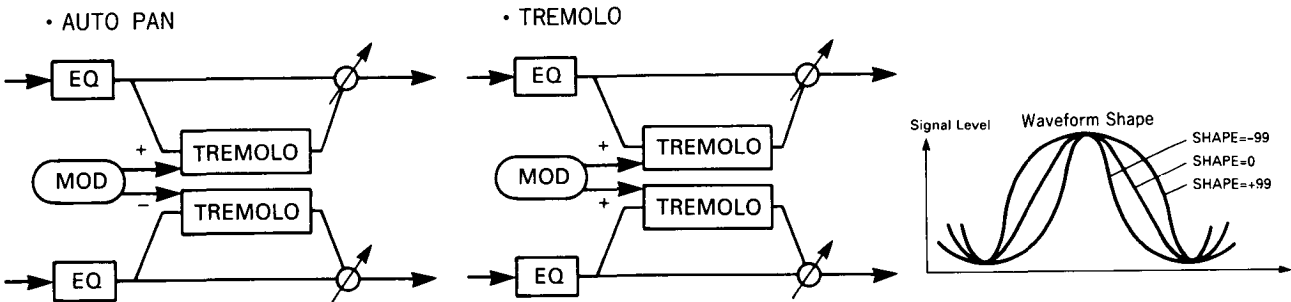 • AUTO PAN
EQ
+
TREMOLO
MOD
−
TREMOLO
EQ
• TREMOLO
EQ
+
TREMOLO
MOD
+
TREMOLO
EQ
Signal Level
Waveform Shape
SHAPE=-99
SHAPE=0
SHAPE=+99